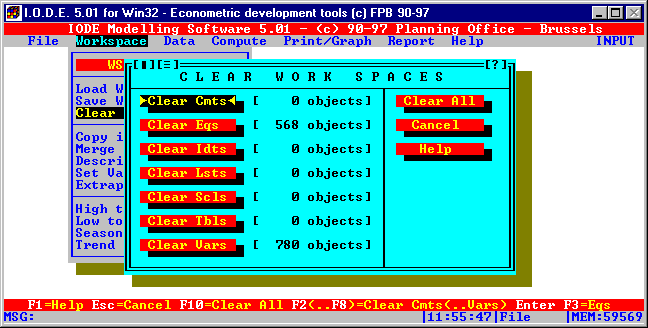 I.O.D.E. 5.01 for Win32 - Econometric development tools (c) FPB 90-97
IODE Modelling Software 5.01 - (c) 90-97 Planning Office - Brussels
File Workspace Data Compute Print/Graph Report Help INPUT
WS
[?]
CLEAR WORK SPACES
Load W
Save W
Clear
Copy i
Merge
Descri
Set Va
Extrap
High t
Low to
Season
Trend
Clear Cmts [ 0 objects] Clear All
Clear Eqs [ 568 objects] Cancel
Clear Idts [ 0 objects] Help
Clear Lsts [ 0 objects]
Clear Scls [ 0 objects]
Clear Tbls [ 0 objects]
Clear Vars [ 780 objects]
F1=Help Esc=Cancel F10=Clear All F2(..F8)=Clear Cmts(..Vars) Enter F3=Eqs
MSG: |11:55:47|File |MEM:59569